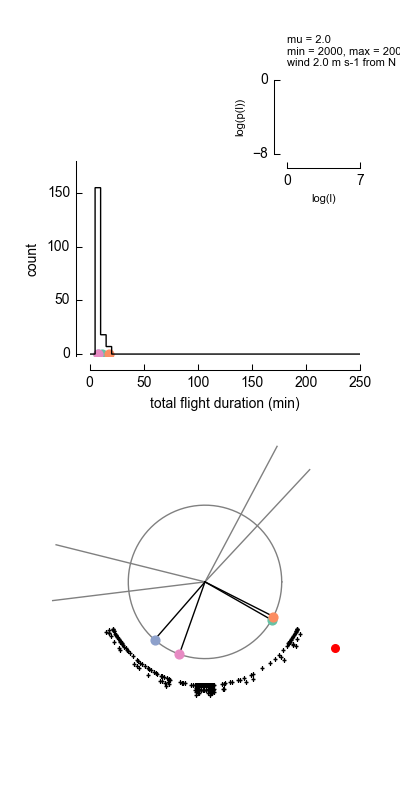 mu = 2.0
min = 2000, max = 200
wind 2.0 m s-1 from N
0
log(p(l))
−8
0 7
log(l)
150
100
50
0
count
0 50 100 150 200 250
total flight duration (min)